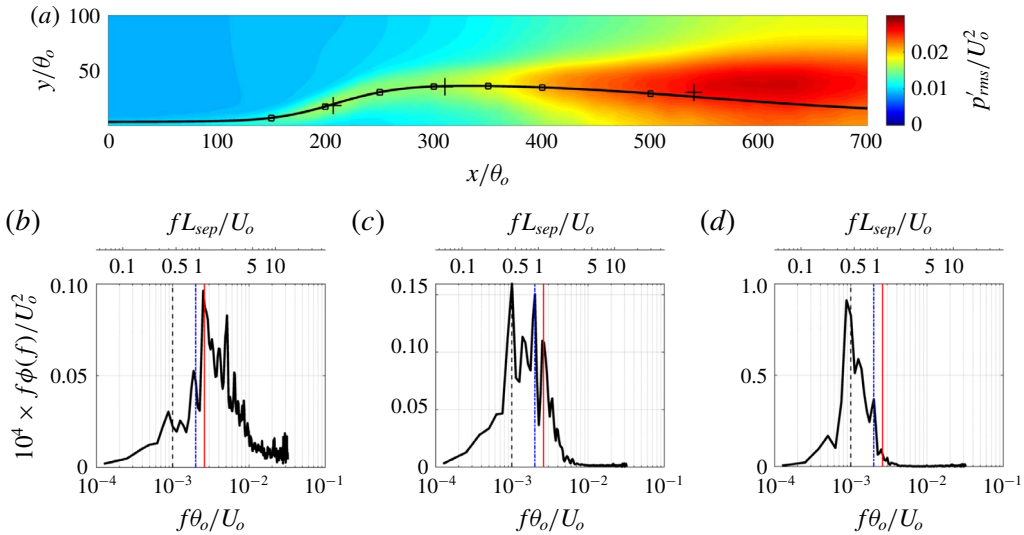 (a)
100
50
y/θₒ
0 100 200 300 400 500 600 700
x/θₒ
0.02
0.01
0
p′ᵣₘₛ/Uₒ²
(b) (c) (d)
fLₛₑₚ/Uₒ fLₛₑₚ/Uₒ fLₛₑₚ/Uₒ
0.1 0.5 1 5 10 0.1 0.5 1 5 10 0.1 0.5 1 5 10
10⁴ × fϕ(f)/Uₒ²
0.10 0.15 1.0
0.10
0.05 0.05 0.5
0 0 0
10⁻⁴ 10⁻³ 10⁻² 10⁻¹ 10⁻⁴ 10⁻³ 10⁻² 10⁻¹ 10⁻⁴ 10⁻³ 10⁻² 10⁻¹
fθₒ/Uₒ fθₒ/Uₒ fθₒ/Uₒ